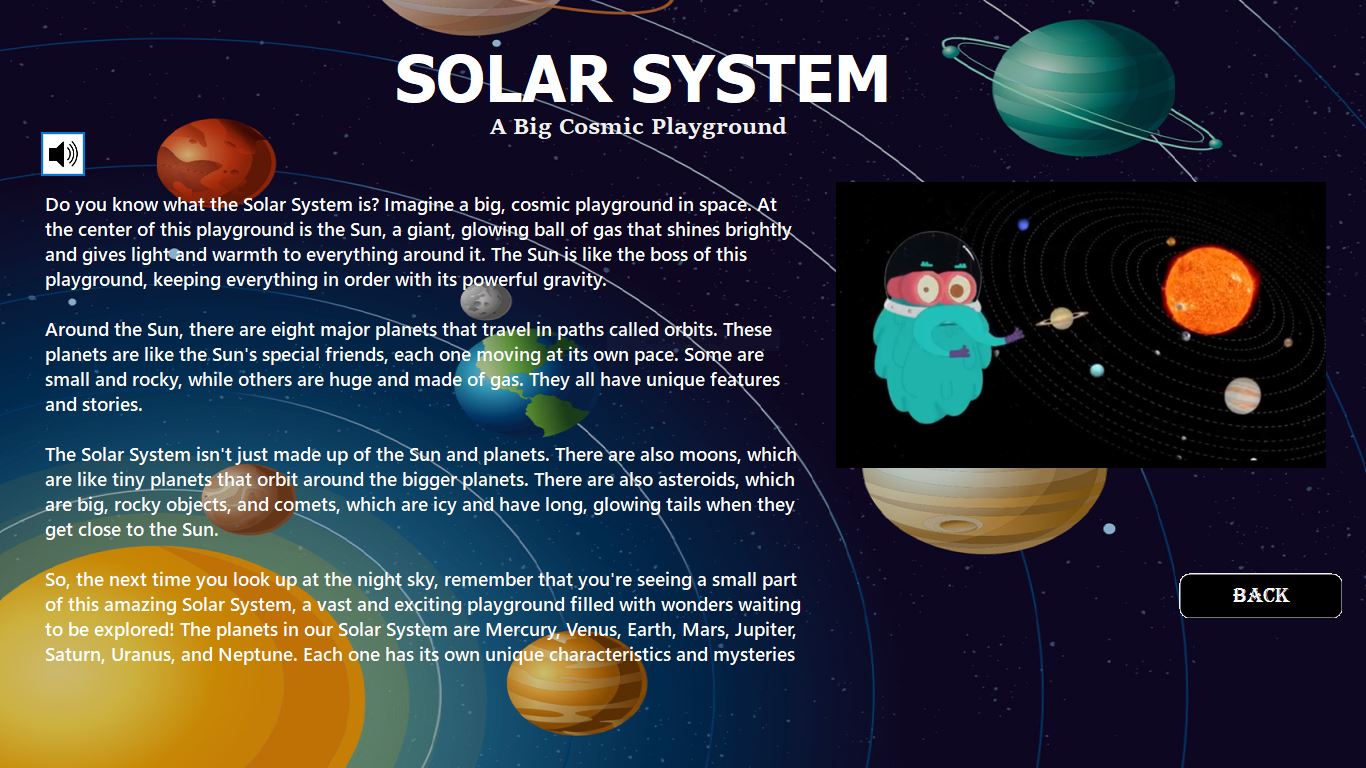 SOLAR SYSTEM
A Big Cosmic Playground
Do you know what the Solar System is? Imagine a big, cosmic playground in space. At
the center of this playground is the Sun, a giant, glowing ball of gas that shines brightly
and gives light and warmth to everything around it. The Sun is like the boss of this
playground, keeping everything in order with its powerful gravity.
Around the Sun, there are eight major planets that travel in paths called orbits. These
planets are like the Sun's special friends, each one moving at its own pace. Some are
small and rocky, while others are huge and made of gas. They all have unique features
and stories.
The Solar System isn't just made up of the Sun and planets. There are also moons, which
are like tiny planets that orbit around the bigger planets. There are also asteroids, which
are big, rocky objects, and comets, which are icy and have long, glowing tails when they
get close to the Sun.
So, the next time you look up at the night sky, remember that you're seeing a small part
of this amazing Solar System, a vast and exciting playground filled with wonders waiting
to be explored! The planets in our Solar System are Mercury, Venus, Earth, Mars, Jupiter,
Saturn, Uranus, and Neptune. Each one has its own unique characteristics and mysteries
BACK